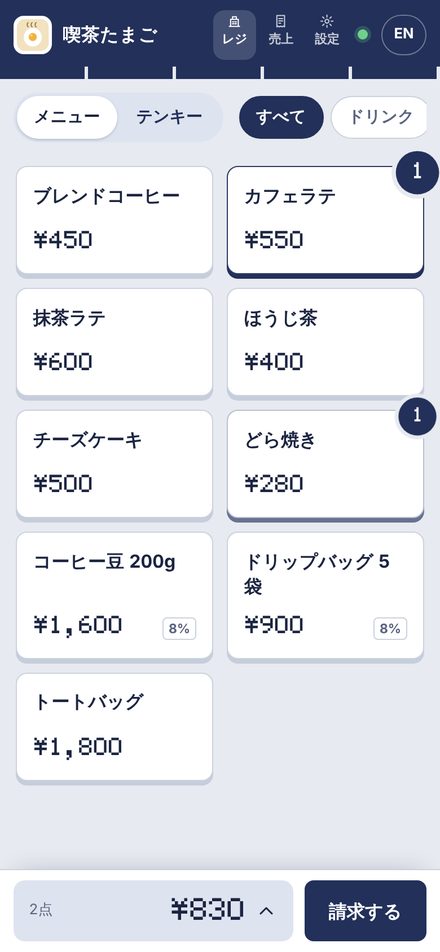 喫茶たまご
レジ
売上
設定
EN
メニュー
テンキー
すべて
ドリンク
ブレンドコーヒー
¥450
1
カフェラテ
¥550
抹茶ラテ
¥600
ほうじ茶
¥400
チーズケーキ
¥500
1
どら焼き
¥280
コーヒー豆 200g
¥1,600
8%
ドリップバッグ 5
袋
¥900
8%
トートバッグ
¥1,800
2点
¥830
請求する